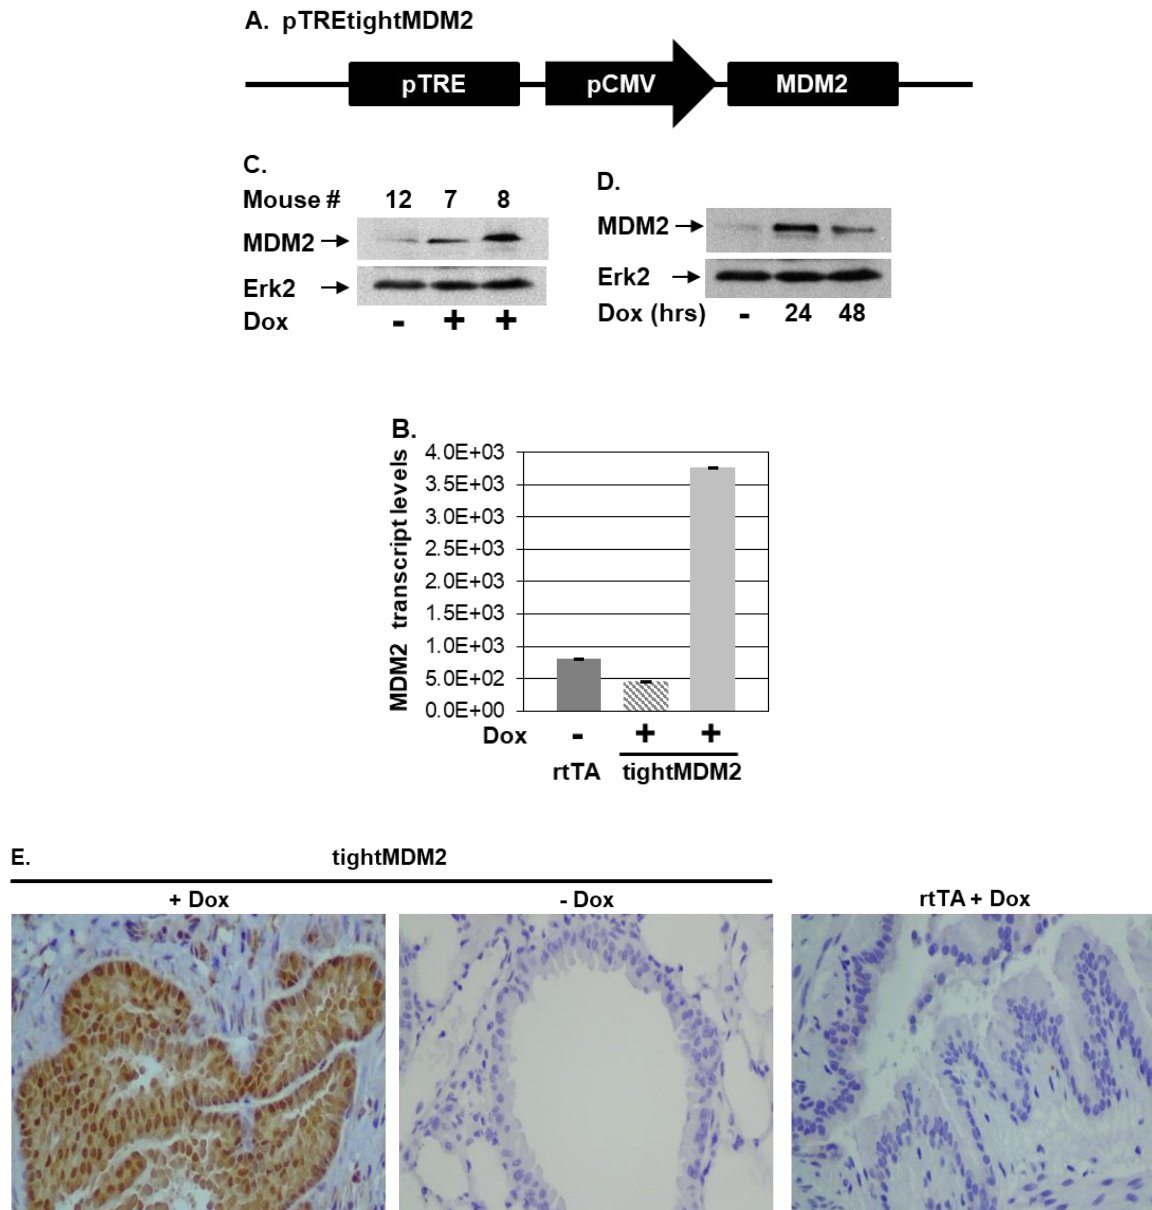 A. pTREtightMDM2
pTRE pCMV MDM2
C.
Mouse # 12 7 8
MDM2
Erk2
Dox - + +
D.
MDM2
Erk2
Dox (hrs) - 24 48
B.
MDM2 transcript levels
4.0E+03
3.5E+03
3.0E+03
2.5E+03
2.0E+03
1.5E+03
1.0E+03
5.0E+02
0.0E+00
Dox - + +
rtTA tightMDM2
E. tightMDM2
+ Dox - Dox rtTA + Dox